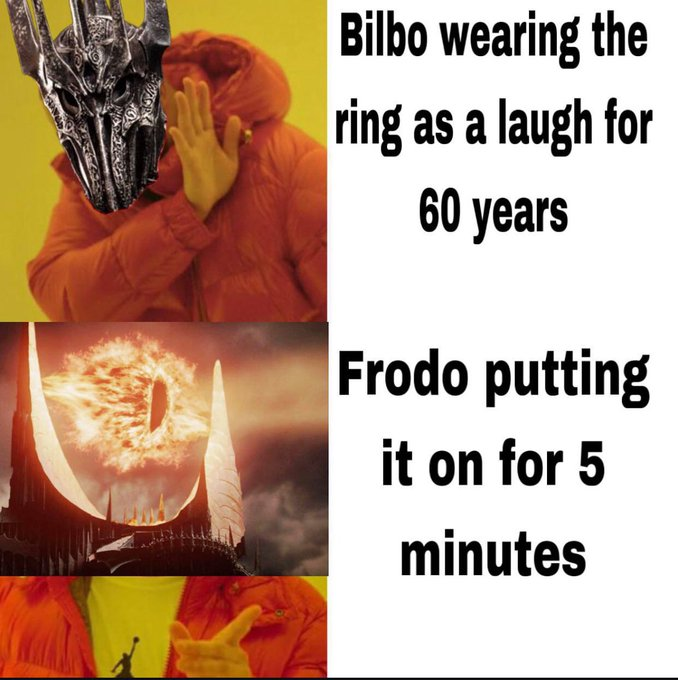 Bilbo wearing the
ring as a laugh for
60 years
Frodo putting
it on for 5
minutes